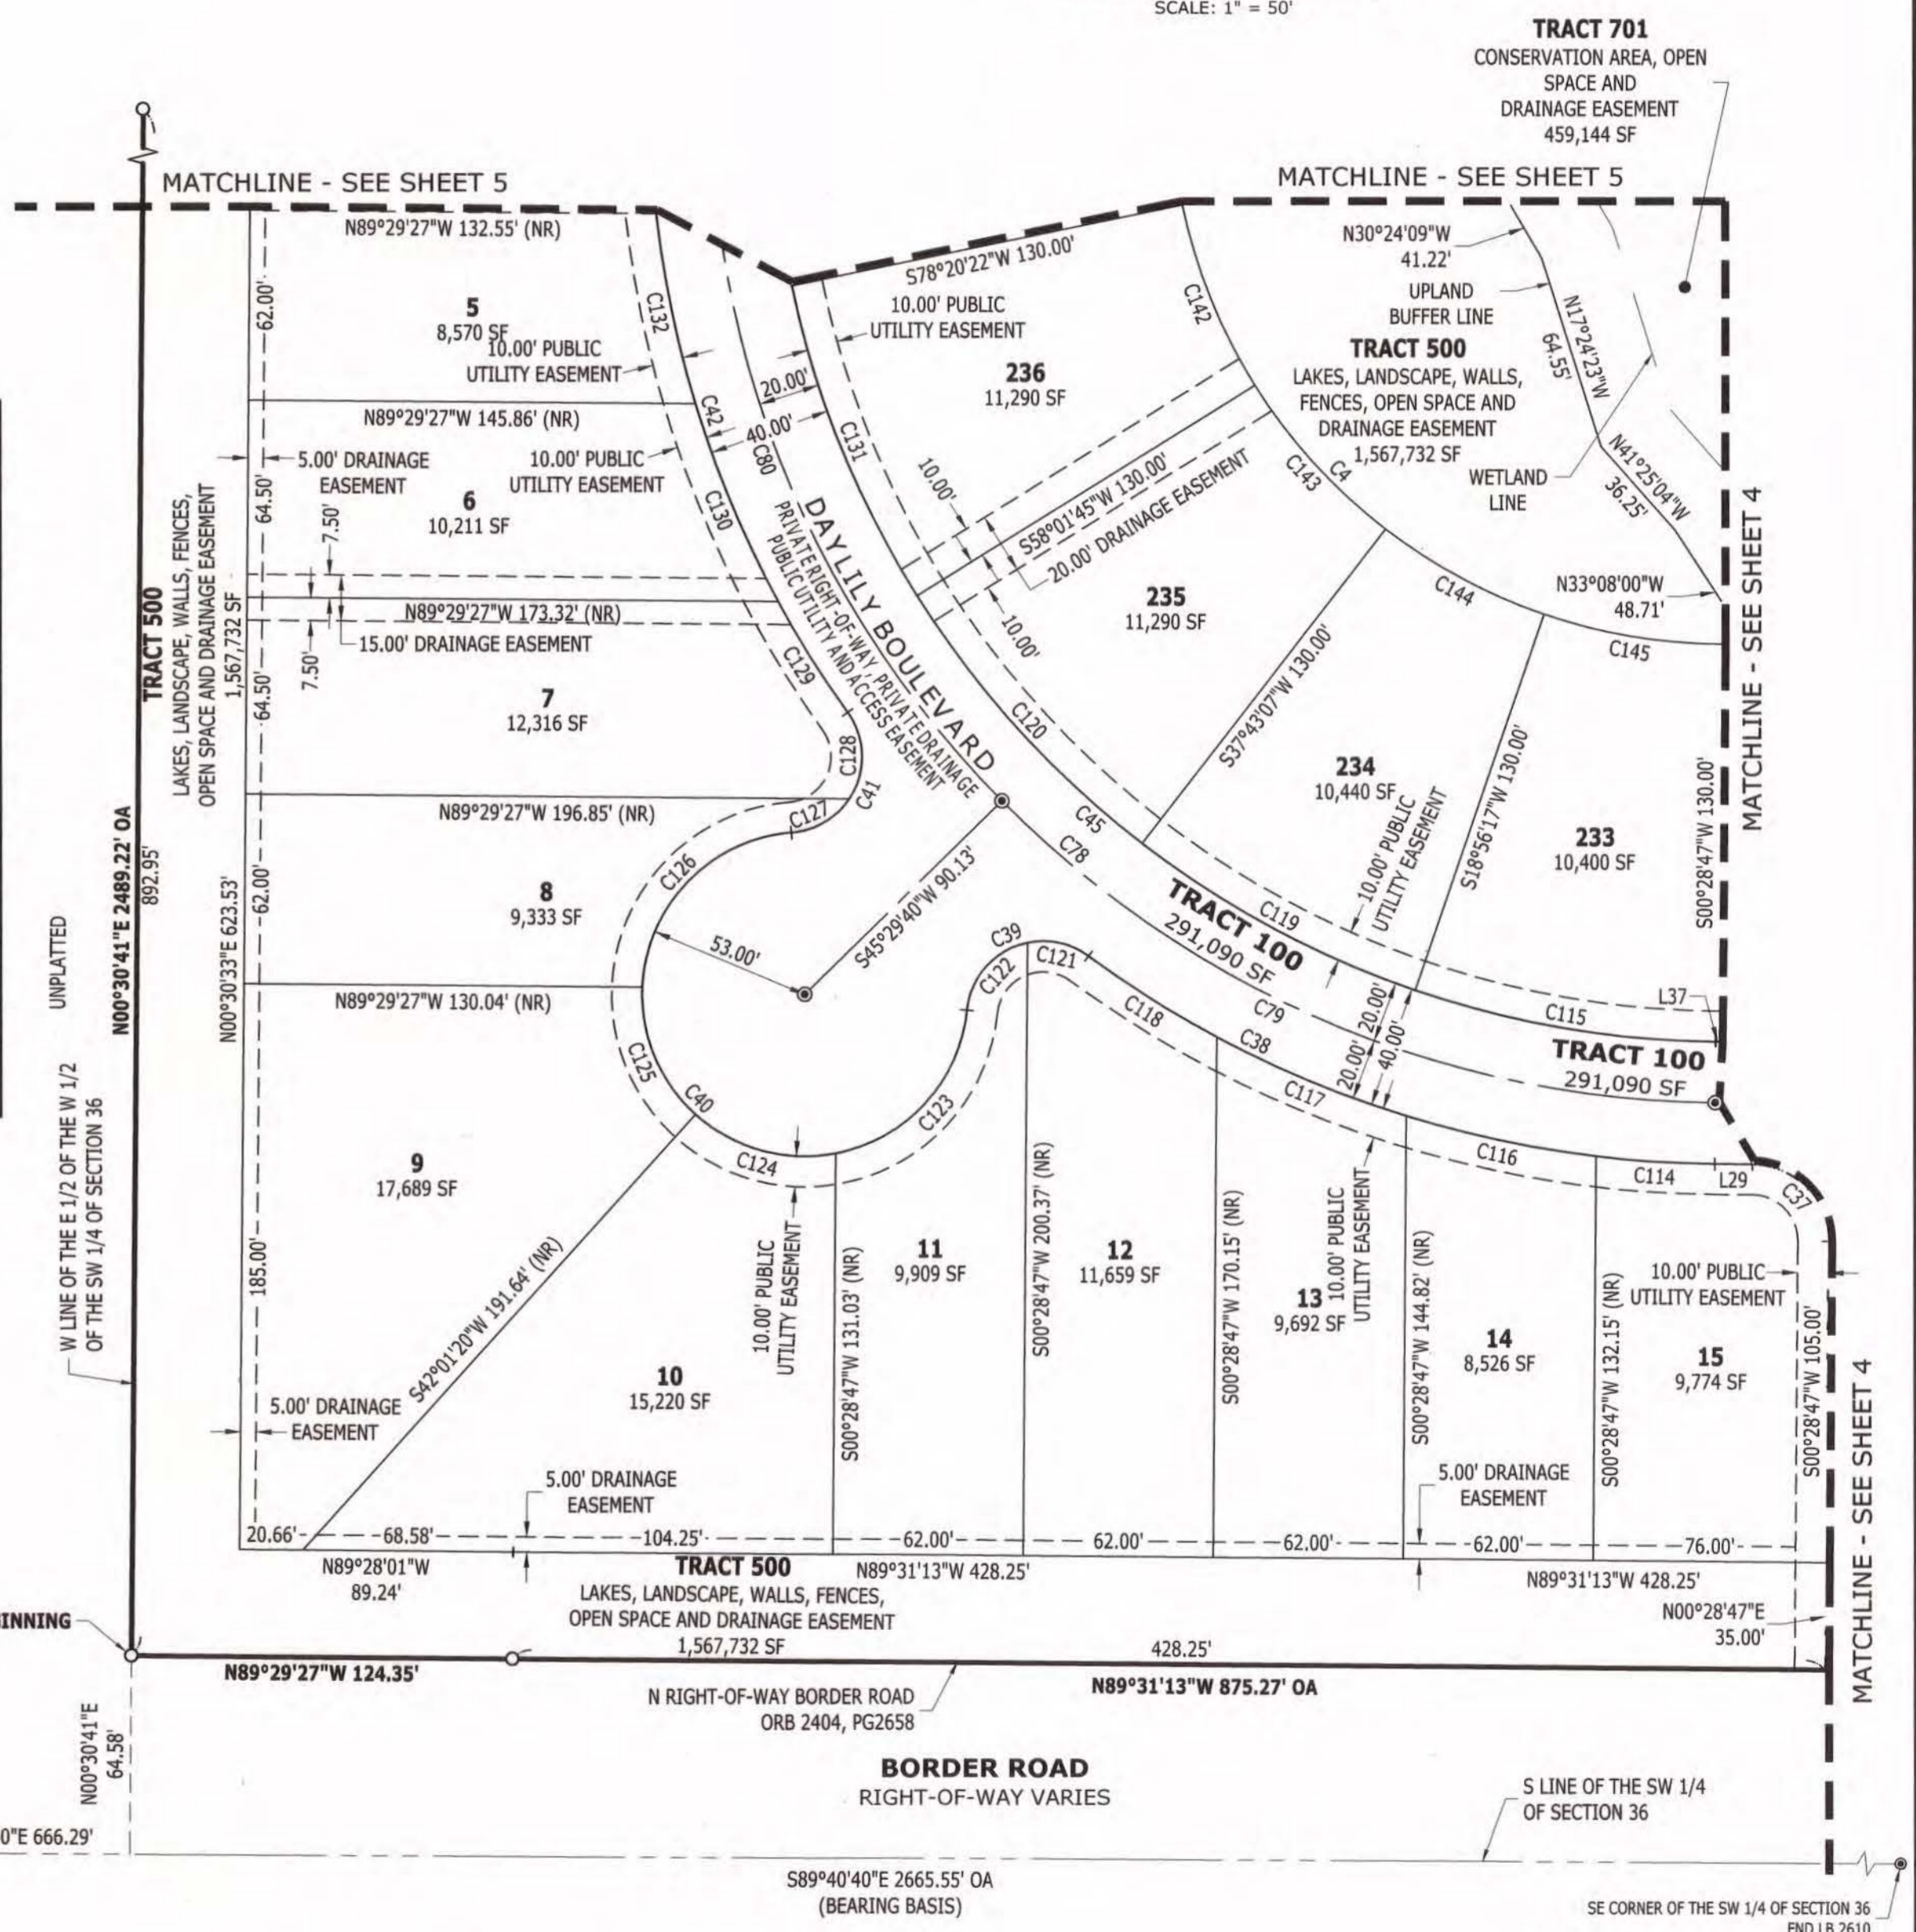 SCALE: 1" = 50'
TRACT 701
CONSERVATION AREA, OPEN
SPACE AND
DRAINAGE EASEMENT
459,144 SF
MATCHLINE - SEE SHEET 5
MATCHLINE - SEE SHEET 5
N89°29'27"W 132.55' (NR)
S78°20'22"W 130.00'
N30°24'09"W
41.22'
UPLAND
BUFFER LINE
N17°24'23"W
64.55'
62.00'
5
8,570 SF
10.00' PUBLIC
UTILITY EASEMENT
C132
10.00' PUBLIC
UTILITY EASEMENT
C142
236
11,290 SF
TRACT 500
LAKES, LANDSCAPE, WALLS,
FENCES, OPEN SPACE AND
DRAINAGE EASEMENT
1,567,732 SF
20.00'
40.00'
C42
C80
C131
N89°29'27"W 145.86' (NR)
5.00' DRAINAGE
EASEMENT
10.00' PUBLIC
UTILITY EASEMENT
64.50'
6
10,211 SF
7.50'
C130
10.00'
S58°01'45"W 130.00'
20.00' DRAINAGE EASEMENT
10.00'
C143
C4
WETLAND
LINE
N41°25'04"W
36.25'
MATCHLINE - SEE SHEET 4
N33°08'00"W
48.71'
C144
C145
TRACT 500
LAKES, LANDSCAPE, WALLS, FENCES,
OPEN SPACE AND DRAINAGE EASEMENT
1,567,732 SF
N89°29'27"W 173.32' (NR)
15.00' DRAINAGE EASEMENT
7.50'
64.50'
7
12,316 SF
C129
DAYLILY BOULEVARD
PRIVATE RIGHT-OF-WAY, PRIVATE DRAINAGE
PUBLIC UTILITY AND ACCESS EASEMENT
235
11,290 SF
C120
S37°43'07"W 130.00'
234
10,440 SF
10.00' PUBLIC
UTILITY EASEMENT
S18°56'17"W 130.00'
S00°28'47"W 130.00'
233
10,400 SF
C128
C41
C127
N89°29'27"W 196.85' (NR)
C45
C78
N00°30'41"E 2489.22' OA
892.95'
UNPLATTED
N00°30'33"E 623.53'
62.00'
8
9,333 SF
C126
S45°29'40"W 90.13'
53.00'
C39
C121
C122
C119
TRACT 100
291,090 SF
C79
20.00'
20.00'
40.00'
L37
C115
TRACT 100
291,090 SF
N89°29'27"W 130.04' (NR)
C125
C40
C118
C38
C117
C123
C124
C116
C114
L29
C37
W LINE OF THE E 1/2 OF THE W 1/2
OF THE SW 1/4 OF SECTION 36
9
17,689 SF
185.00'
S42°01'20"W 191.64' (NR)
10.00' PUBLIC
UTILITY EASEMENT
S00°28'47"W 131.03' (NR)
11
9,909 SF
S00°28'47"W 200.37' (NR)
12
11,659 SF
S00°28'47"W 170.15' (NR)
13
9,692 SF
10.00' PUBLIC
UTILITY EASEMENT
S00°28'47"W 144.82' (NR)
14
8,526 SF
S00°28'47"W 132.15' (NR)
10.00' PUBLIC
UTILITY EASEMENT
15
9,774 SF
S00°28'47"W 105.00'
MATCHLINE - SEE SHEET 4
10
15,220 SF
5.00' DRAINAGE
EASEMENT
5.00' DRAINAGE
EASEMENT
5.00' DRAINAGE
EASEMENT
20.66'
68.58'
104.25'
62.00'
62.00'
62.00'
62.00'
76.00'
N89°28'01"W
89.24'
TRACT 500
LAKES, LANDSCAPE, WALLS, FENCES,
OPEN SPACE AND DRAINAGE EASEMENT
1,567,732 SF
N89°31'13"W 428.25'
N89°31'13"W 428.25'
N00°28'47"E
35.00'
INNING
N89°29'27"W 124.35'
428.25'
N89°31'13"W 875.27' OA
N RIGHT-OF-WAY BORDER ROAD
ORB 2404, PG2658
N00°30'41"E
64.58'
BORDER ROAD
RIGHT-OF-WAY VARIES
S LINE OF THE SW 1/4
OF SECTION 36
0"E 666.29'
S89°40'40"E 2665.55' OA
(BEARING BASIS)
SE CORNER OF THE SW 1/4 OF SECTION 36
FND LB 2610